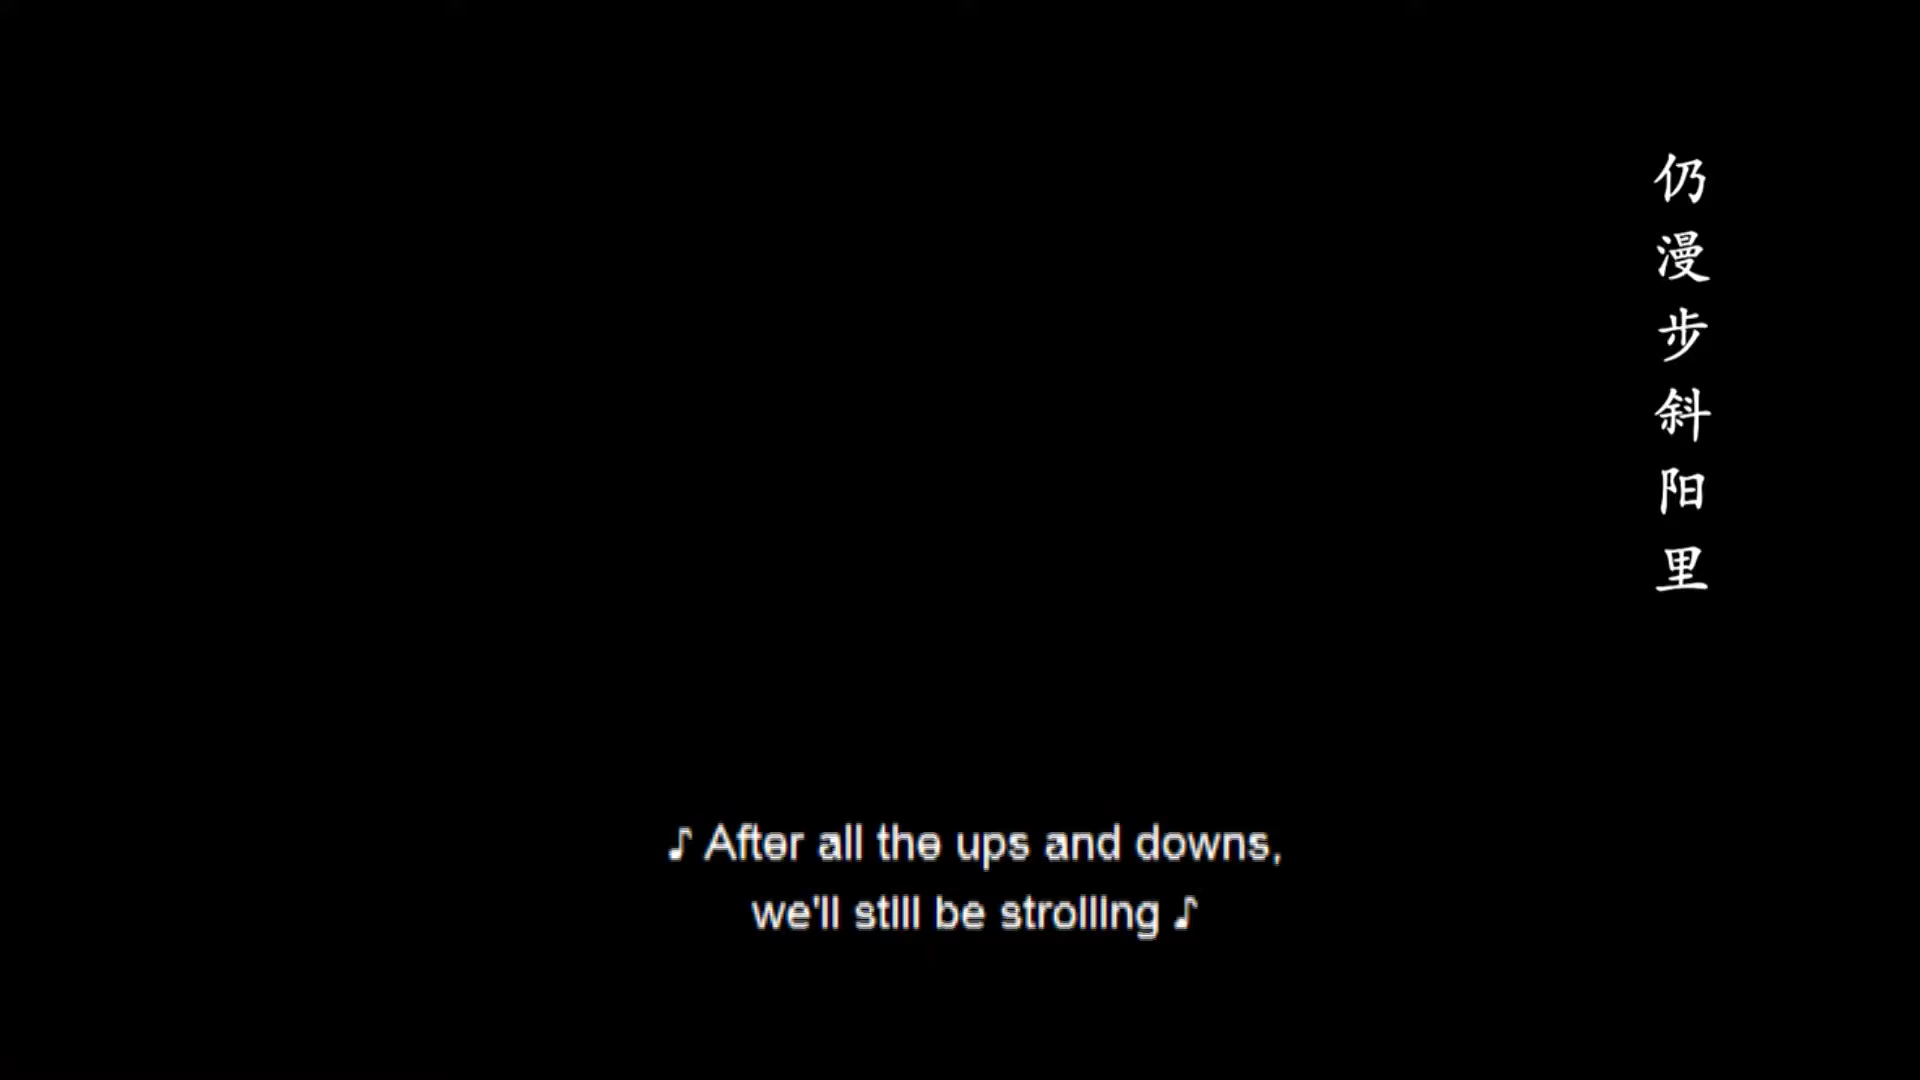 仍漫步斜阳里
♪ After all the ups and downs,
we'll still be strolling ♪